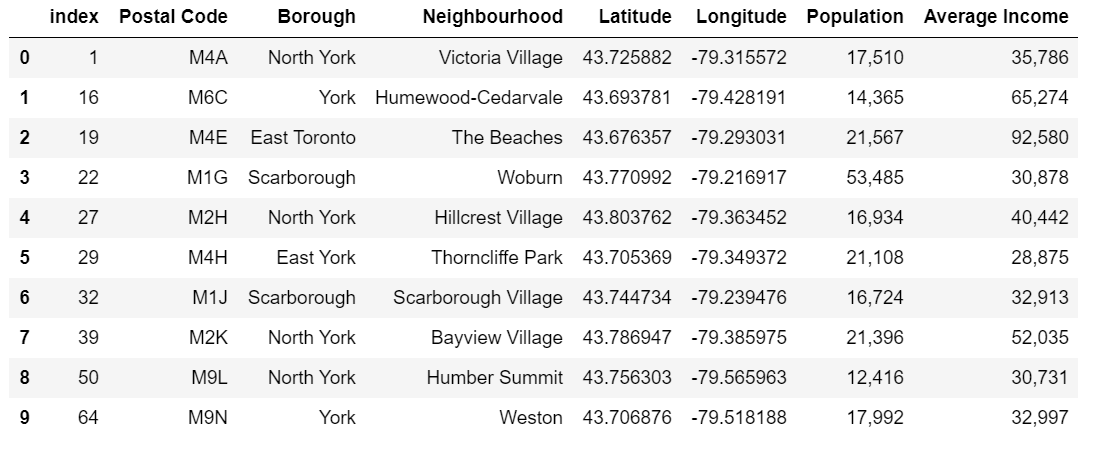 index Postal Code Borough Neighbourhood Latitude Longitude Population Average Income
0 1 M4A North York Victoria Village 43.725882 -79.315572 17,510 35,786
1 16 M6C York Humewood-Cedarvale 43.693781 -79.428191 14,365 65,274
2 19 M4E East Toronto The Beaches 43.676357 -79.293031 21,567 92,580
3 22 M1G Scarborough Woburn 43.770992 -79.216917 53,485 30,878
4 27 M2H North York Hillcrest Village 43.803762 -79.363452 16,934 40,442
5 29 M4H East York Thorncliffe Park 43.705369 -79.349372 21,108 28,875
6 32 M1J Scarborough Scarborough Village 43.744734 -79.239476 16,724 32,913
7 39 M2K North York Bayview Village 43.786947 -79.385975 21,396 52,035
8 50 M9L North York Humber Summit 43.756303 -79.565963 12,416 30,731
9 64 M9N York Weston 43.706876 -79.518188 17,992 32,997